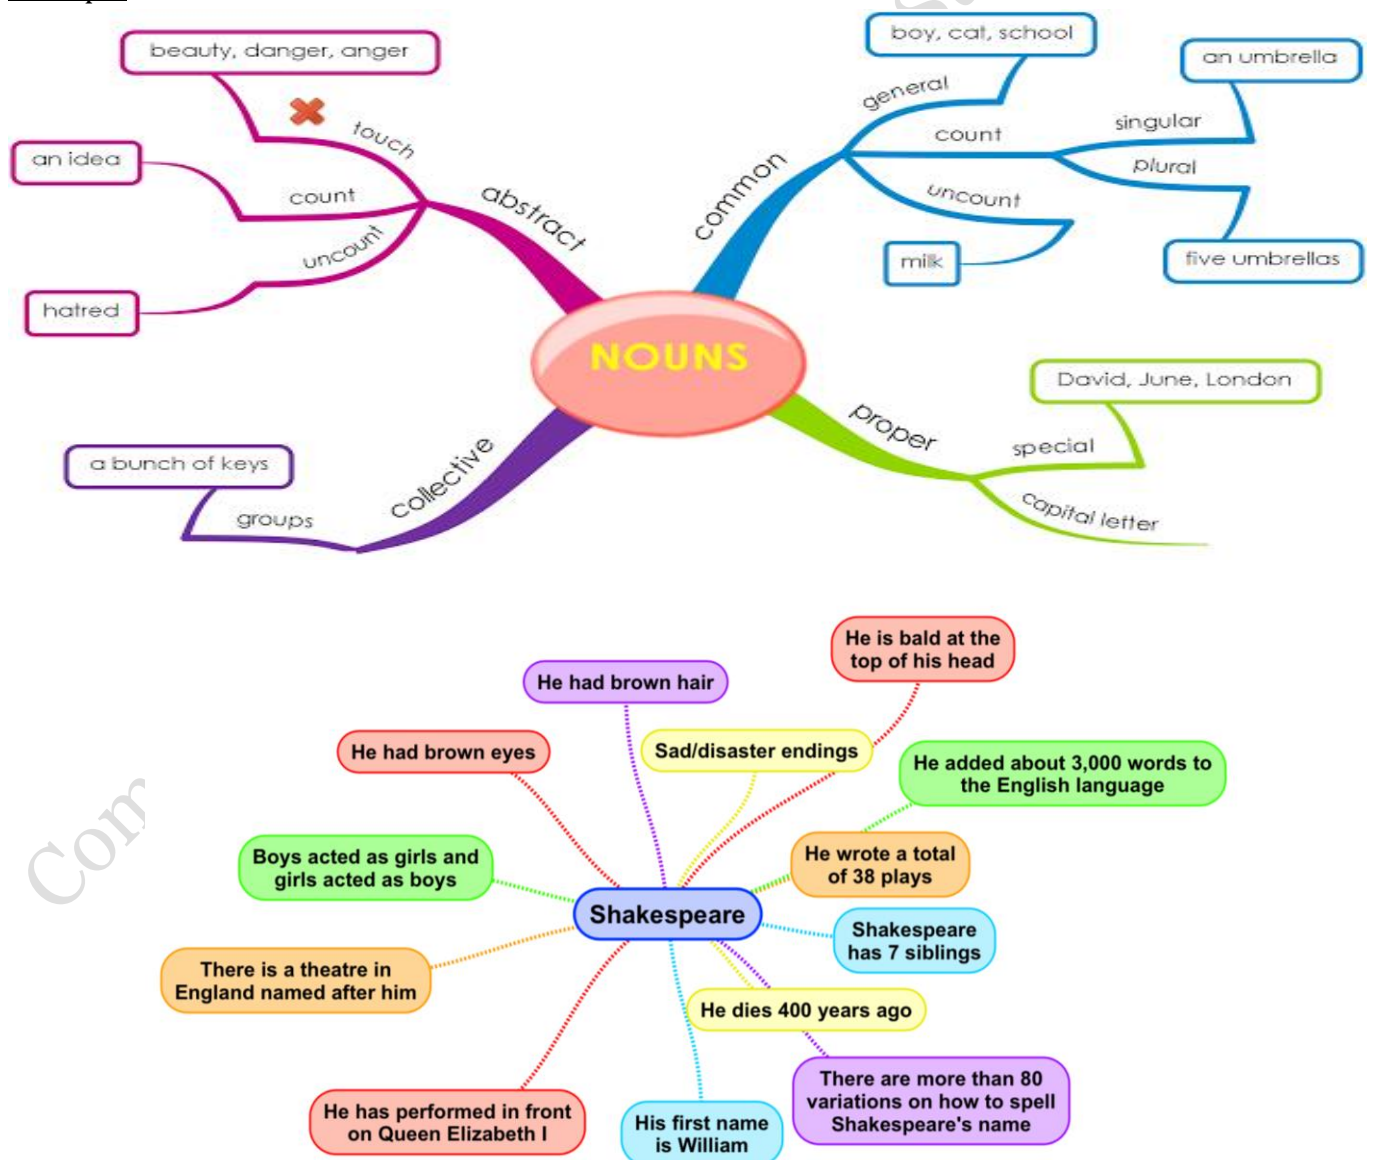 beauty, danger, anger
touch
an idea
count
uncount
hatred
abstract
boy, cat, school
an umbrella
general
singular
count
plural
uncount
common
milk
five umbrellas
NOUNS
David, June, London
proper
special
capital letter
a bunch of keys
collective
groups
He is bald at the
top of his head
He had brown hair
Sad/disaster endings
He had brown eyes
He added about 3,000 words to
the English language
Boys acted as girls and
girls acted as boys
He wrote a total
of 38 plays
Shakespeare
Shakespeare
has 7 siblings
There is a theatre in
England named after him
He dies 400 years ago
There are more than 80
variations on how to spell
Shakespeare's name
He has performed in front
on Queen Elizabeth I
His first name
is William
Com